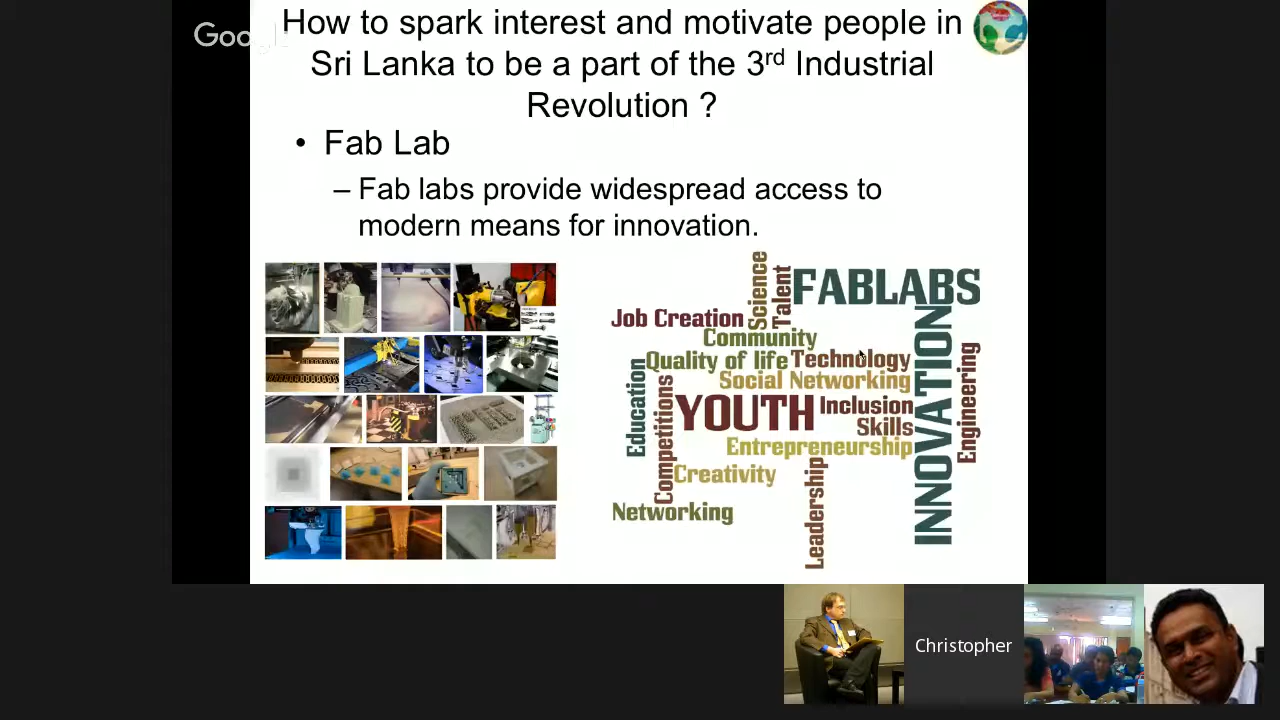 Google
How to spark interest and motivate people in
Sri Lanka to be a part of the 3rd Industrial
Revolution ?
• Fab Lab
– Fab labs provide widespread access to
modern means for innovation.
Science
Talent
FABLABS
Job Creation
Community
Quality of life
Technology
Social Networking
Education
Competitions
YOUTH
Inclusion
Skills
INNOVATION
Engineering
Entrepreneurship
Creativity
Leadership
Networking
Christopher